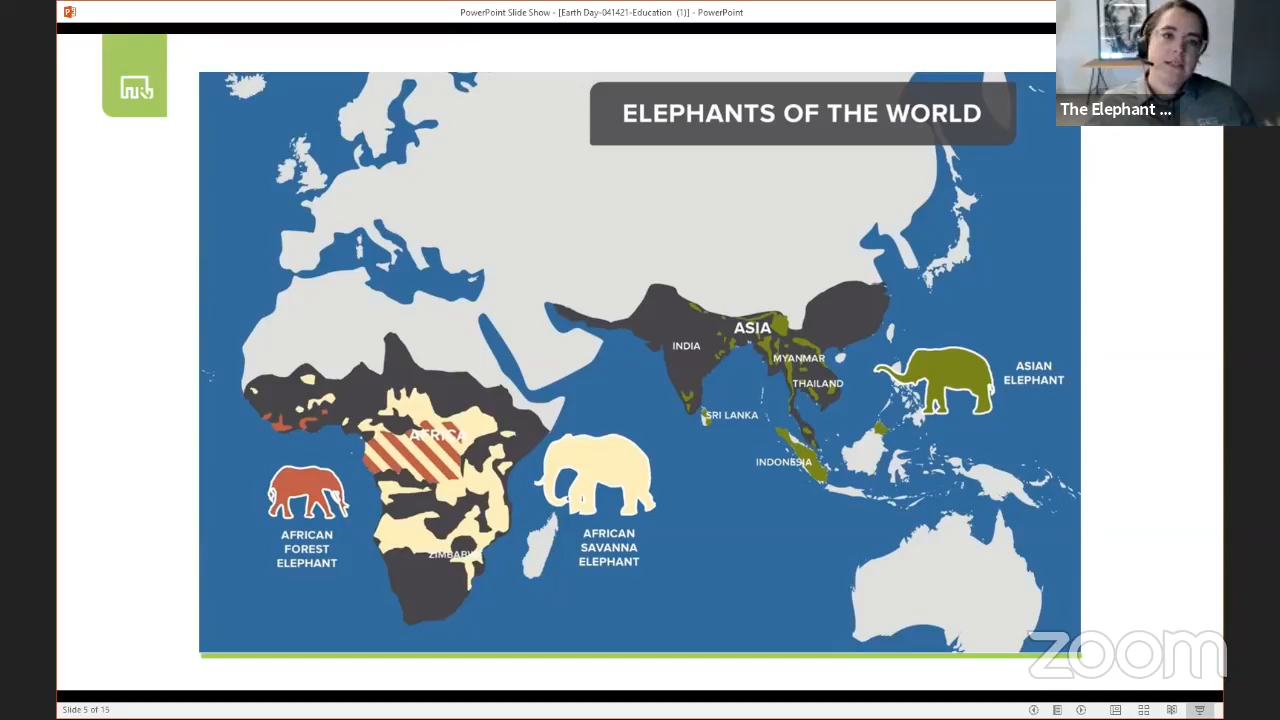 PowerPoint Slide Show - [Earth Day-041421-Education (1)] - PowerPoint
The Elephant ...
ELEPHANTS OF THE WORLD
ASIA
INDIA
MYANMAR
THAILAND
SRI LANKA
INDONESIA
ASIAN
ELEPHANT
AFRICA
ZIMBABWE
AFRICAN
FOREST
ELEPHANT
AFRICAN
SAVANNA
ELEPHANT
zoom
Slide 5 of 15